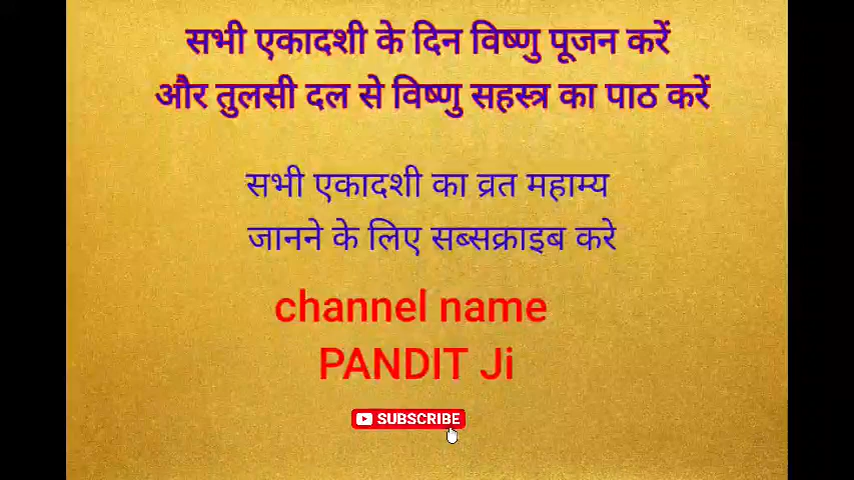 सभी एकादशी के दिन विष्णु पूजन करें
और तुलसी दल से विष्णु सहस्त्र का पाठ करें
सभी एकादशी का व्रत महाम्य
जानने के लिए सब्सक्राइब करे
channel name
PANDIT Ji
SUBSCRIBE